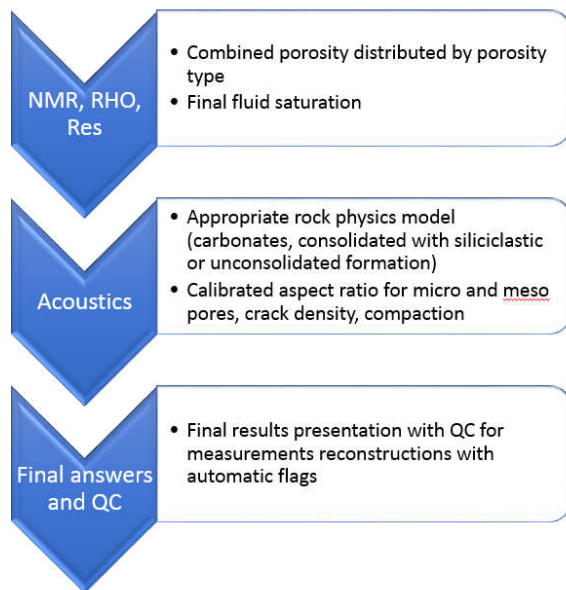 NMR, RHO,
Res
• Combined porosity distributed by porosity
type
• Final fluid saturation
Acoustics
• Appropriate rock physics model
(carbonates, consolidated with siliciclastic
or unconsolidated formation)
• Calibrated aspect ratio for micro and meso
pores, crack density, compaction
Final answers
and QC
• Final results presentation with QC for
measurements reconstructions with
automatic flags